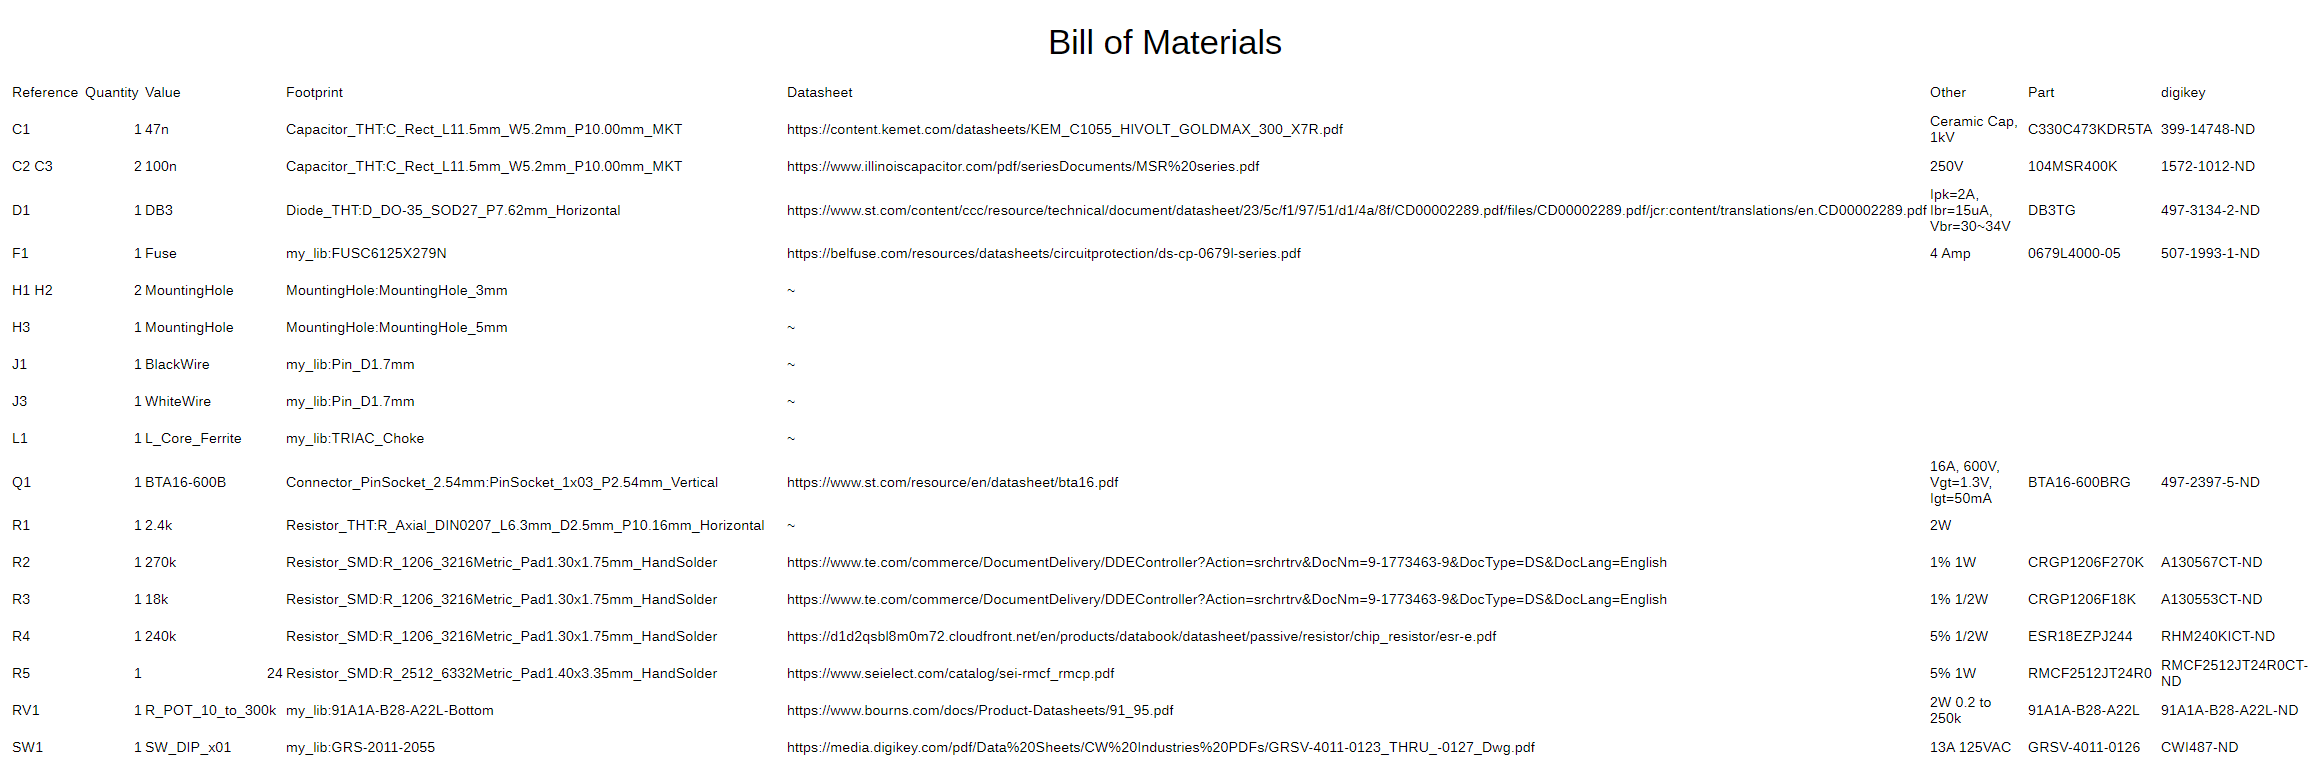 Bill of Materials
Reference Quantity Value Footprint Datasheet Other Part digikey
C1 1 47n Capacitor_THT:C_Rect_L11.5mm_W5.2mm_P10.00mm_MKT https://content.kemet.com/datasheets/KEM_C1055_HIVOLT_GOLDMAX_300_X7R.pdf Ceramic Cap, 1kV C330C473KDR5TA 399-14748-ND
C2 C3 2 100n Capacitor_THT:C_Rect_L11.5mm_W5.2mm_P10.00mm_MKT https://www.illinoiscapacitor.com/pdf/seriesDocuments/MSR%20series.pdf 250V 104MSR400K 1572-1012-ND
D1 1 DB3 Diode_THT:D_DO-35_SOD27_P7.62mm_Horizontal https://www.st.com/content/ccc/resource/technical/document/datasheet/23/5c/f1/97/51/d1/4a/8f/CD00002289.pdf/files/CD00002289.pdf/jcr:content/translations/en.CD00002289.pdf Ipk=2A, Ibr=15uA, Vbr=30~34V DB3TG 497-3134-2-ND
F1 1 Fuse my_lib:FUSC6125X279N https://belfuse.com/resources/datasheets/circuitprotection/ds-cp-0679l-series.pdf 4 Amp 0679L4000-05 507-1993-1-ND
H1 H2 2 MountingHole MountingHole:MountingHole_3mm ~
H3 1 MountingHole MountingHole:MountingHole_5mm ~
J1 1 BlackWire my_lib:Pin_D1.7mm ~
J3 1 WhiteWire my_lib:Pin_D1.7mm ~
L1 1 L_Core_Ferrite my_lib:TRIAC_Choke ~
Q1 1 BTA16-600B Connector_PinSocket_2.54mm:PinSocket_1x03_P2.54mm_Vertical https://www.st.com/resource/en/datasheet/bta16.pdf 16A, 600V, Vgt=1.3V, Igt=50mA BTA16-600BRG 497-2397-5-ND
R1 1 2.4k Resistor_THT:R_Axial_DIN0207_L6.3mm_D2.5mm_P10.16mm_Horizontal ~ 2W
R2 1 270k Resistor_SMD:R_1206_3216Metric_Pad1.30x1.75mm_HandSolder https://www.te.com/commerce/DocumentDelivery/DDEController?Action=srchrtrv&DocNm=9-1773463-9&DocType=DS&DocLang=English 1% 1W CRGP1206F270K A130567CT-ND
R3 1 18k Resistor_SMD:R_1206_3216Metric_Pad1.30x1.75mm_HandSolder https://www.te.com/commerce/DocumentDelivery/DDEController?Action=srchrtrv&DocNm=9-1773463-9&DocType=DS&DocLang=English 1% 1/2W CRGP1206F18K A130553CT-ND
R4 1 240k Resistor_SMD:R_1206_3216Metric_Pad1.30x1.75mm_HandSolder https://d1d2qsbl8m0m72.cloudfront.net/en/products/databook/datasheet/passive/resistor/chip_resistor/esr-e.pdf 5% 1/2W ESR18EZPJ244 RHM240KICT-ND
R5 1 24 Resistor_SMD:R_2512_6332Metric_Pad1.40x3.35mm_HandSolder https://www.seielect.com/catalog/sei-rmcf_rmcp.pdf 5% 1W RMCF2512JT24R0 RMCF2512JT24R0CT-ND
RV1 1 R_POT_10_to_300k my_lib:91A1A-B28-A22L-Bottom https://www.bourns.com/docs/Product-Datasheets/91_95.pdf 2W 0.2 to 250k 91A1A-B28-A22L 91A1A-B28-A22L-ND
SW1 1 SW_DIP_x01 my_lib:GRS-2011-2055 https://media.digikey.com/pdf/Data%20Sheets/CW%20Industries%20PDFs/GRSV-4011-0123_THRU_-0127_Dwg.pdf 13A 125VAC GRSV-4011-0126 CWI487-ND